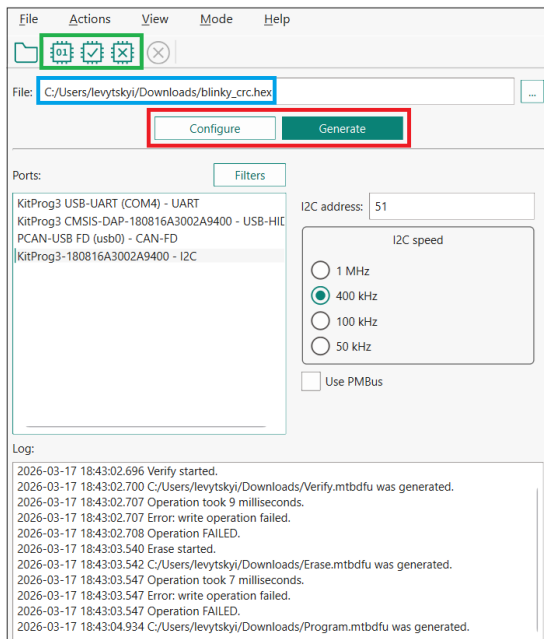 File Actions View Mode Help
01
File: C:/Users/levytskyi/Downloads/blinky_crc.hex ...
Configure Generate
Ports: Filters
KitProg3 USB-UART (COM4) - UART
KitProg3 CMSIS-DAP-180816A3002A9400 - USB-HID
PCAN-USB FD (usb0) - CAN-FD
KitProg3-180816A3002A9400 - I2C
I2C address: 51
I2C speed
1 MHz
400 kHz
100 kHz
50 kHz
Use PMBus
Log:
2026-03-17 18:43:02.696 Verify started.
2026-03-17 18:43:02.700 C:/Users/levytskyi/Downloads/Verify.mtbdfu was generated.
2026-03-17 18:43:02.707 Operation took 9 milliseconds.
2026-03-17 18:43:02.707 Error: write operation failed.
2026-03-17 18:43:02.708 Operation FAILED.
2026-03-17 18:43:03.540 Erase started.
2026-03-17 18:43:03.542 C:/Users/levytskyi/Downloads/Erase.mtbdfu was generated.
2026-03-17 18:43:03.547 Operation took 7 milliseconds.
2026-03-17 18:43:03.547 Error: write operation failed.
2026-03-17 18:43:03.547 Operation FAILED.
2026-03-17 18:43:04.934 C:/Users/levytskyi/Downloads/Program.mtbdfu was generated.